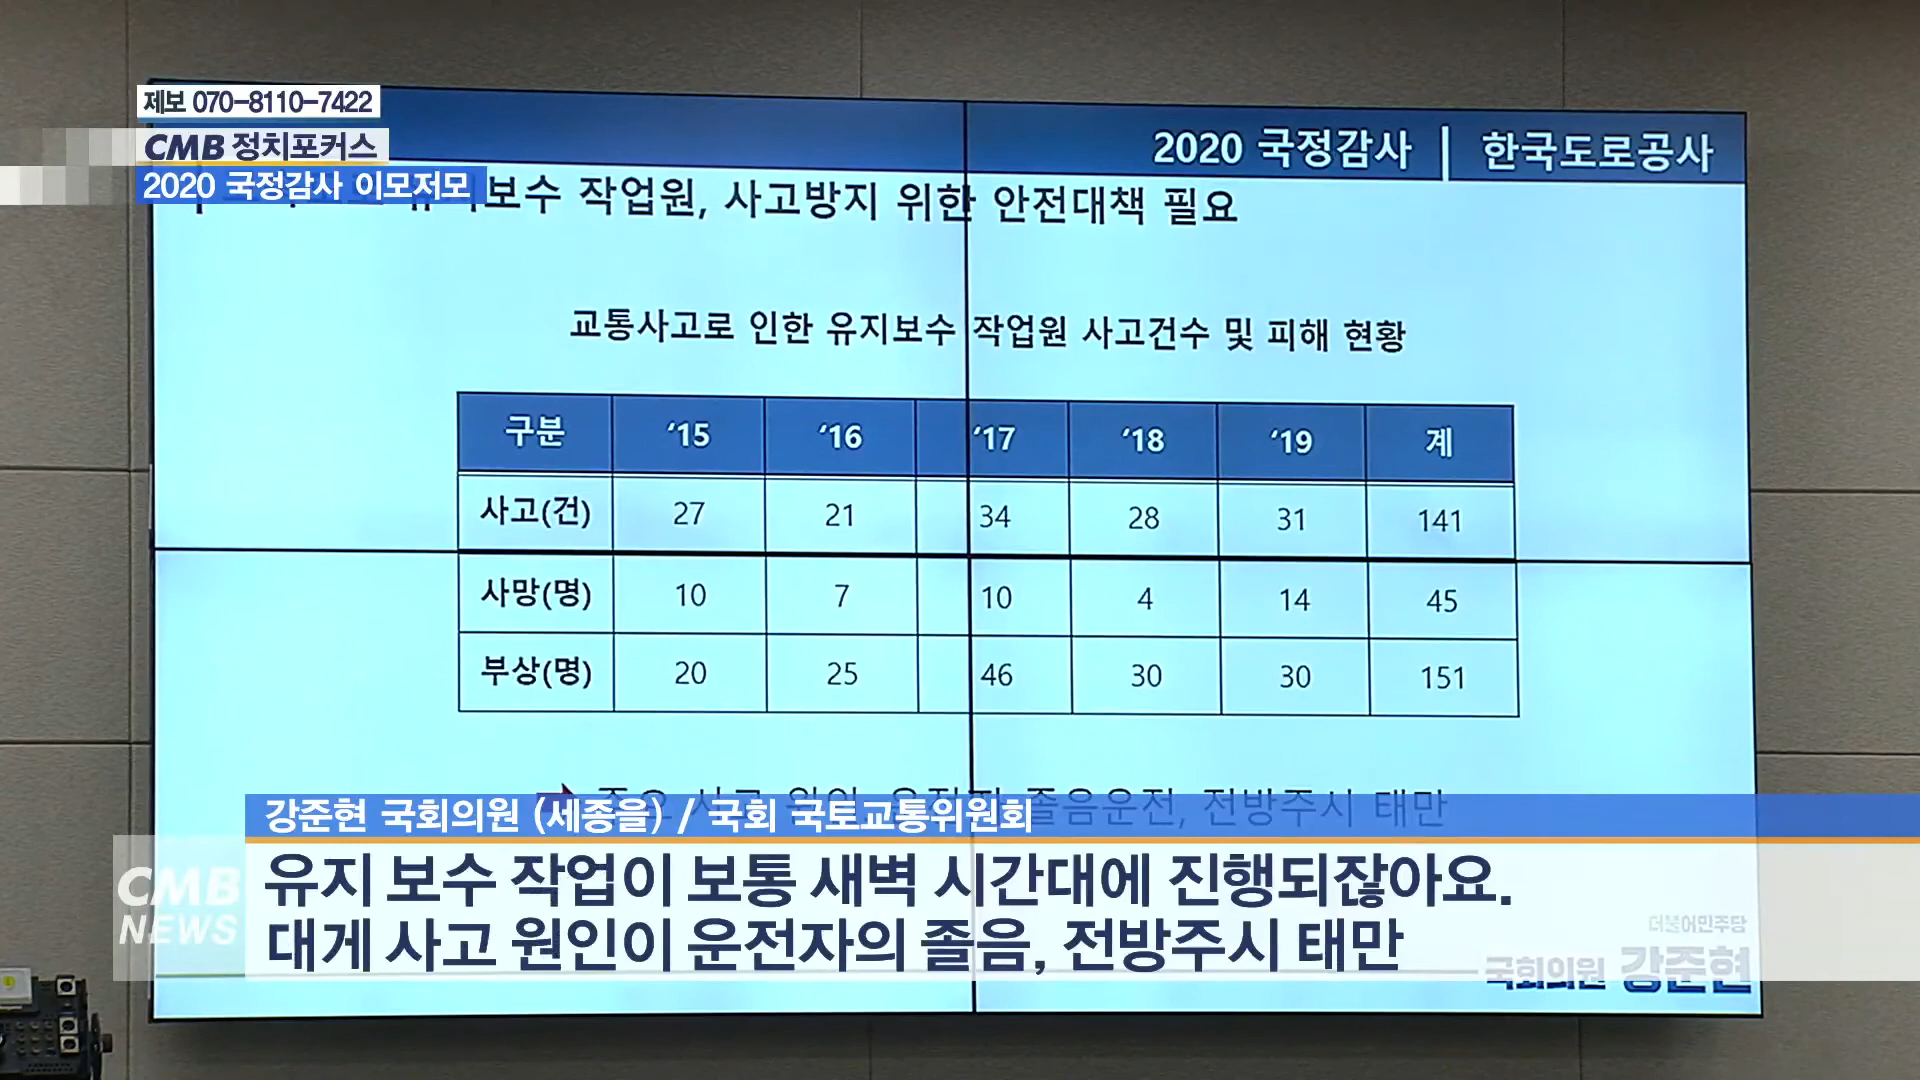 제보 070-8110-7422
CMB 정치포커스
2020 국정감사 이모저모
2020 국정감사 | 한국도로공사
유지보수 작업원, 사고방지 위한 안전대책 필요
교통사고로 인한 유지보수 작업원 사고건수 및 피해 현황
구분 ‘15 ‘16 ‘17 ‘18 ‘19 계
사고(건) 27 21 34 28 31 141
사망(명) 10 7 10 4 14 45
부상(명) 20 25 46 30 30 151
졸음운전, 전방주시 태만
강준현 국회의원 (세종을) / 국회 국토교통위원회
CMB NEWS
유지 보수 작업이 보통 새벽 시간대에 진행되잖아요.
대게 사고 원인이 운전자의 졸음, 전방주시 태만
더불어민주당
국회의원 강준현